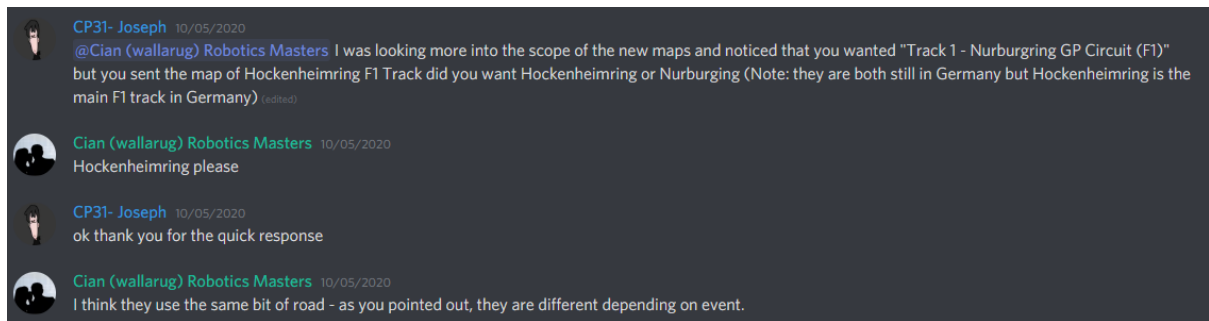 CP31- Joseph 10/05/2020
@Cian (wallarug) Robotics Masters I was looking more into the scope of the new maps and noticed that you wanted "Track 1 - Nurburgring GP Circuit (F1)"
but you sent the map of Hockenheimring F1 Track did you want Hockenheimring or Nurburging (Note: they are both still in Germany but Hockenheimring is the
main F1 track in Germany) (edited)
Cian (wallarug) Robotics Masters 10/05/2020
Hockenheimring please
CP31- Joseph 10/05/2020
ok thank you for the quick response
Cian (wallarug) Robotics Masters 10/05/2020
I think they use the same bit of road - as you pointed out, they are different depending on event.